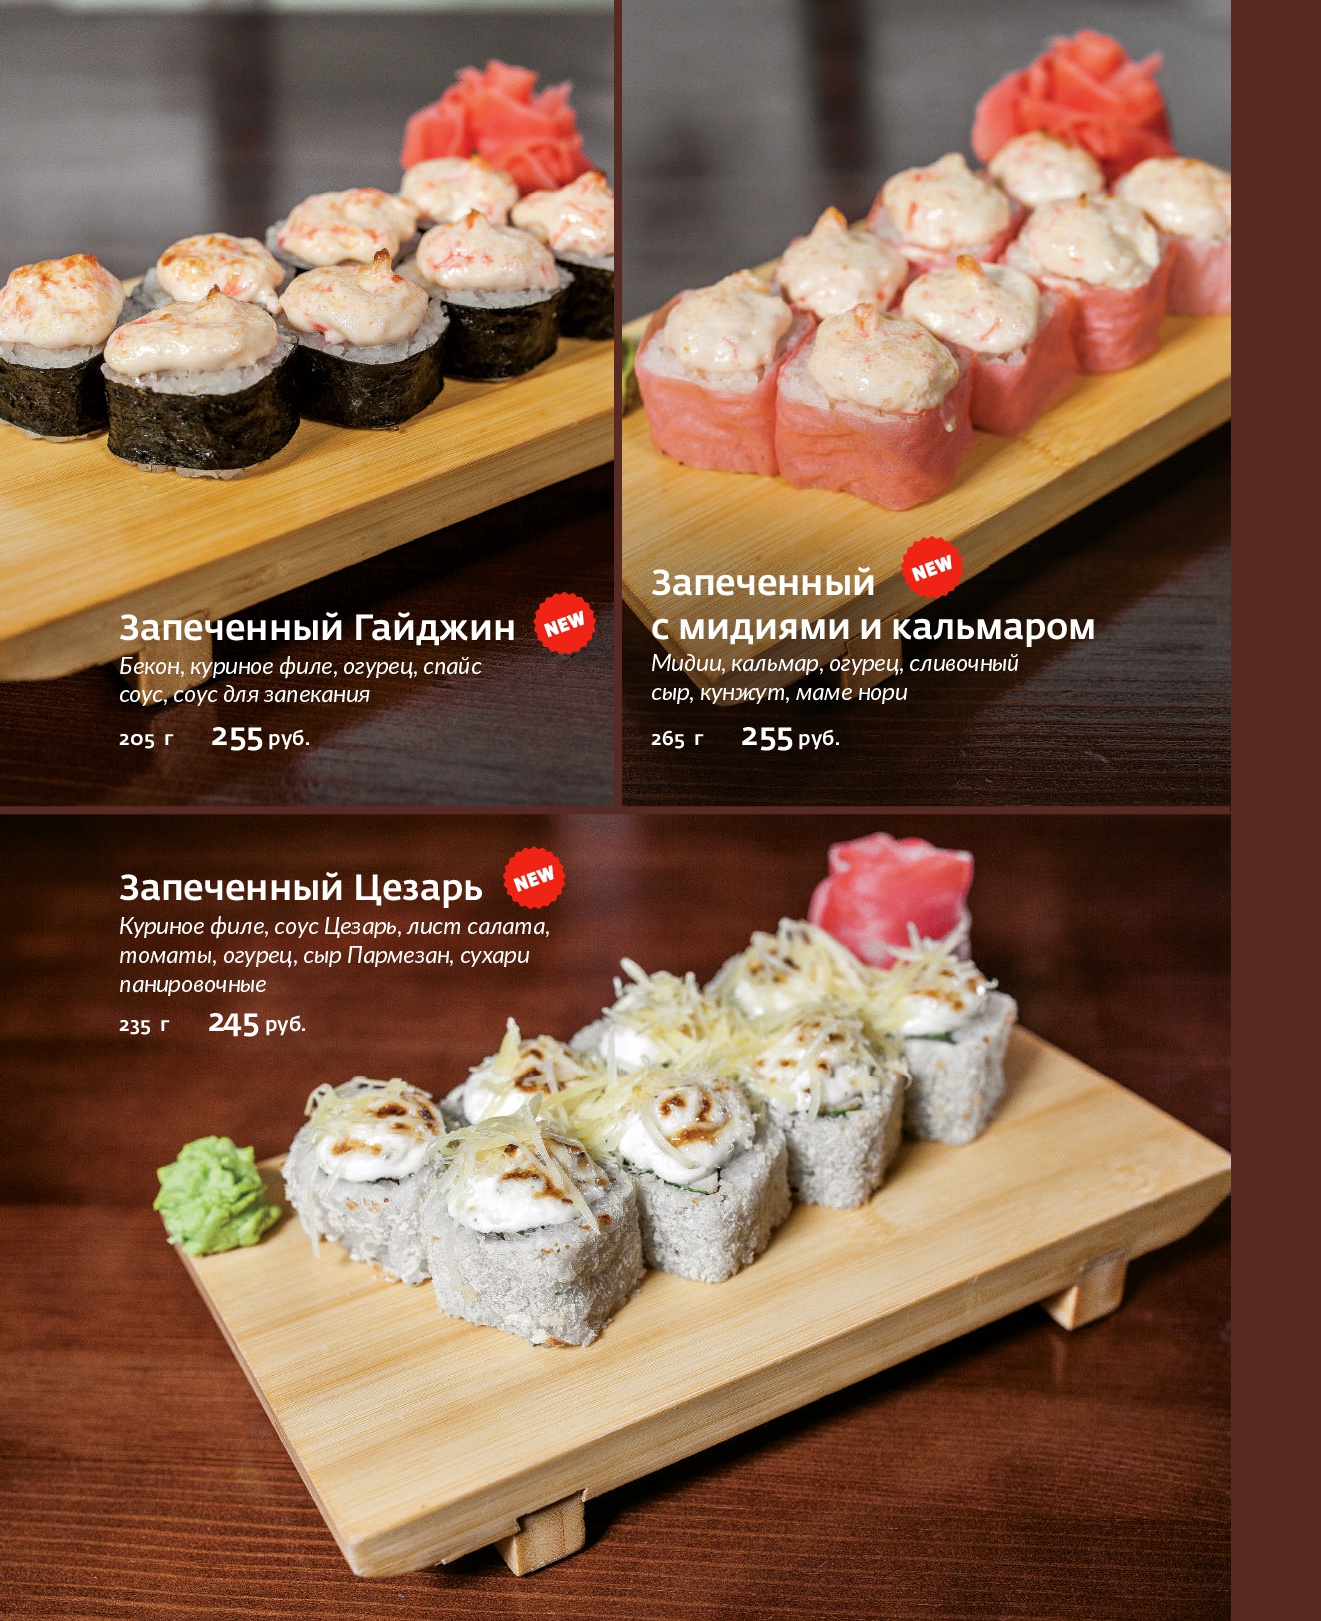 Запеченный Гайджин NEW
Бекон, куриное филе, огурец, спайс
соус, соус для запекания
205 г 255 руб.
Запеченный NEW
с мидиями и кальмаром
Мидии, кальмар, огурец, сливочный
сыр, кунжут, маме нори
265 г 255 руб.
Запеченный Цезарь NEW
Куриное филе, соус Цезарь, лист салата,
томаты, огурец, сыр Пармезан, сухари
панировочные
235 г 245 руб.